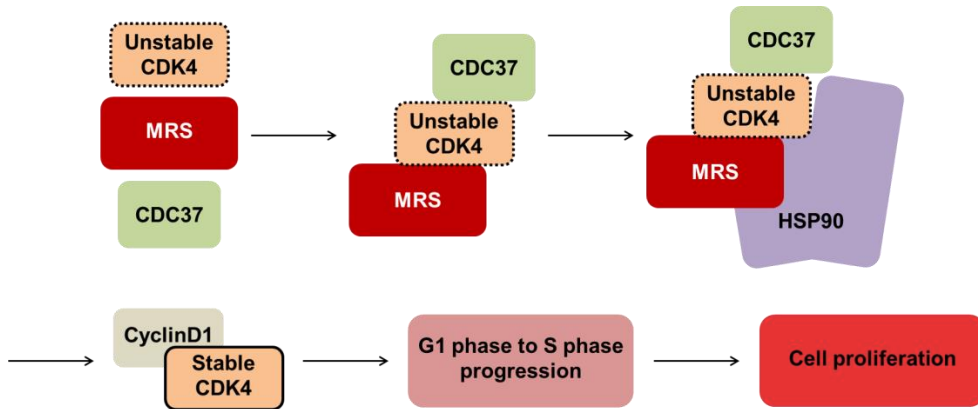 Unstable
CDK4
MRS
CDC37
CDC37
Unstable
CDK4
MRS
CDC37
Unstable
CDK4
MRS
HSP90
CyclinD1
Stable
CDK4
G1 phase to S phase
progression
Cell proliferation